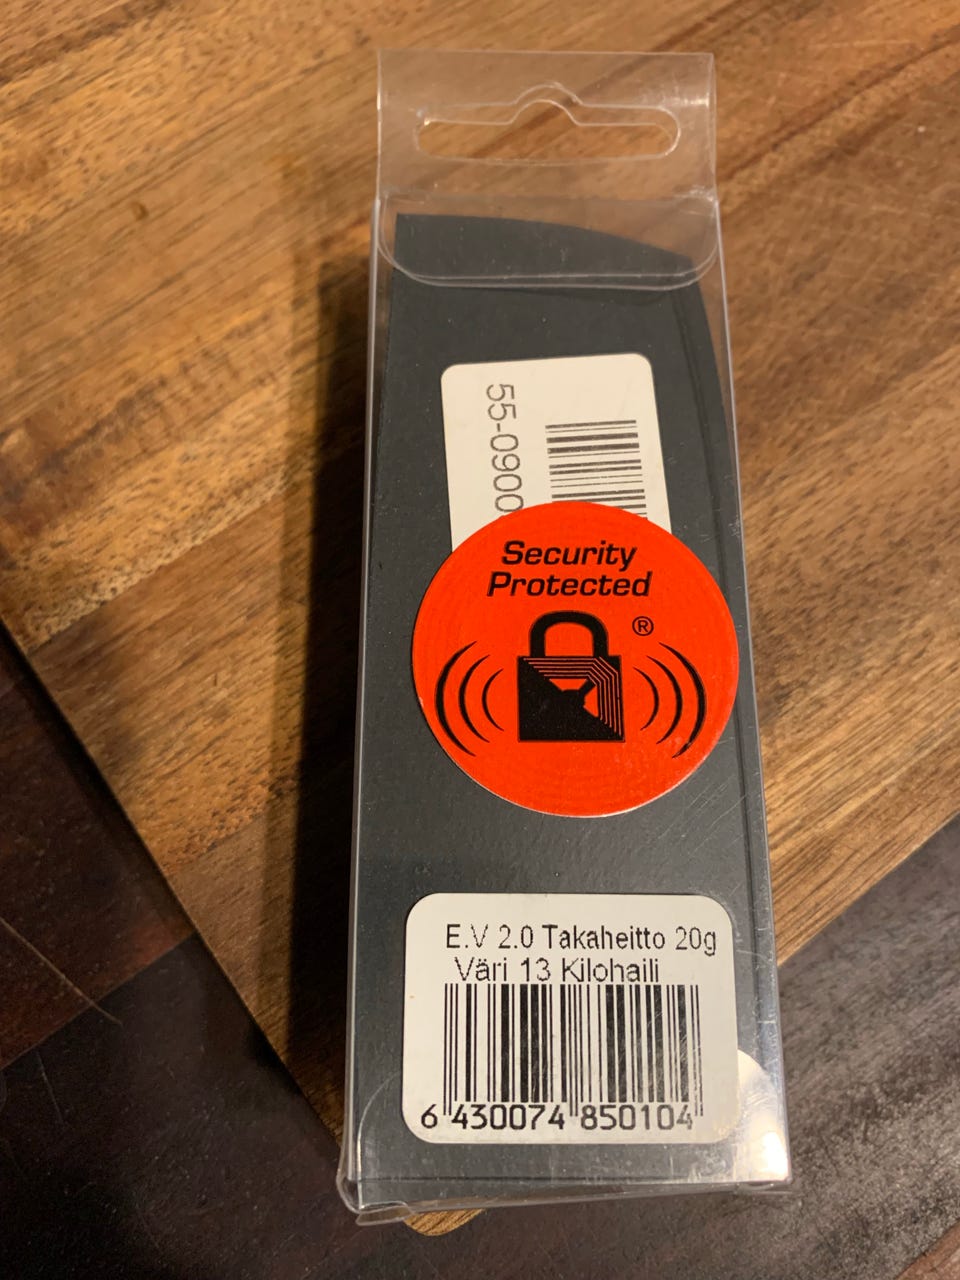 55-0900
Security
Protected
®
E.V 2.0 Takaheitto 20g
Väri 13 Kilohaili
6 430074 850104